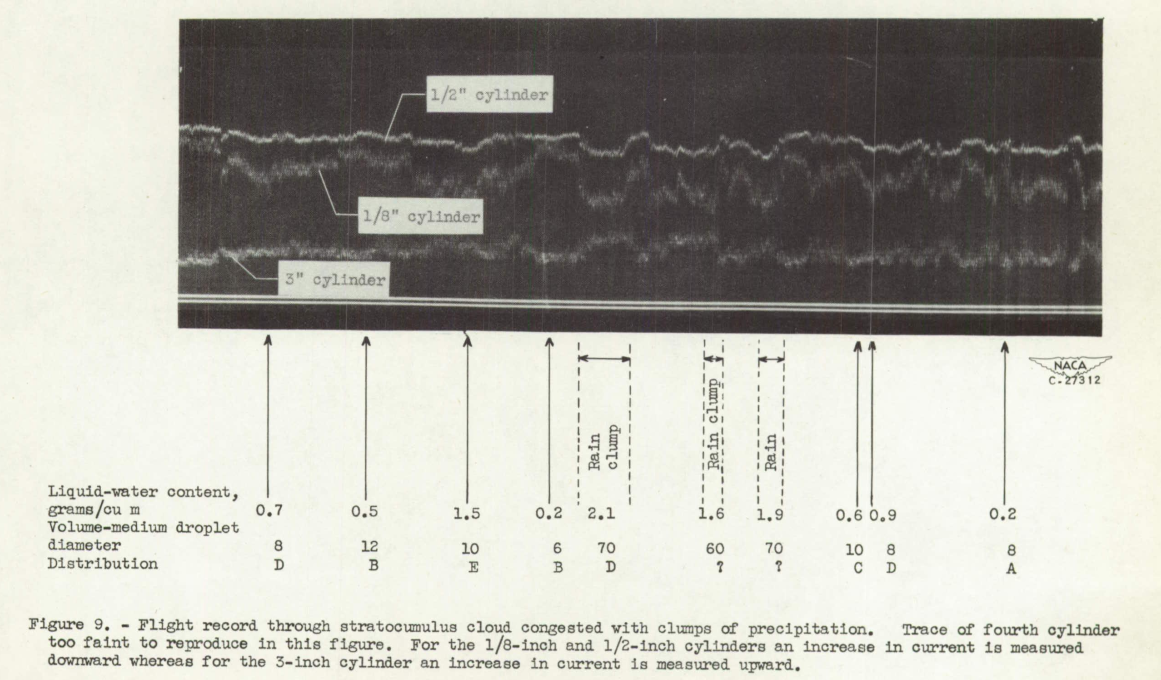 1/2" cylinder
1/8" cylinder
3" cylinder
NACA
C-27312
Rain clump
Rain clump
Rain
Liquid-water content,
grams/cu m 0.7 0.5 1.5 0.2 2.1 1.6 1.9 0.6 0.9 0.2
Volume-medium droplet
diameter 8 12 10 6 70 60 70 10 8 8
Distribution D B E B D ? ? C D A
Figure 9. - Flight record through stratocumulus cloud congested with clumps of precipitation. Trace of fourth cylinder
too faint to reproduce in this figure. For the 1/8-inch and 1/2-inch cylinders an increase in current is measured
downward whereas for the 3-inch cylinder an increase in current is measured upward.